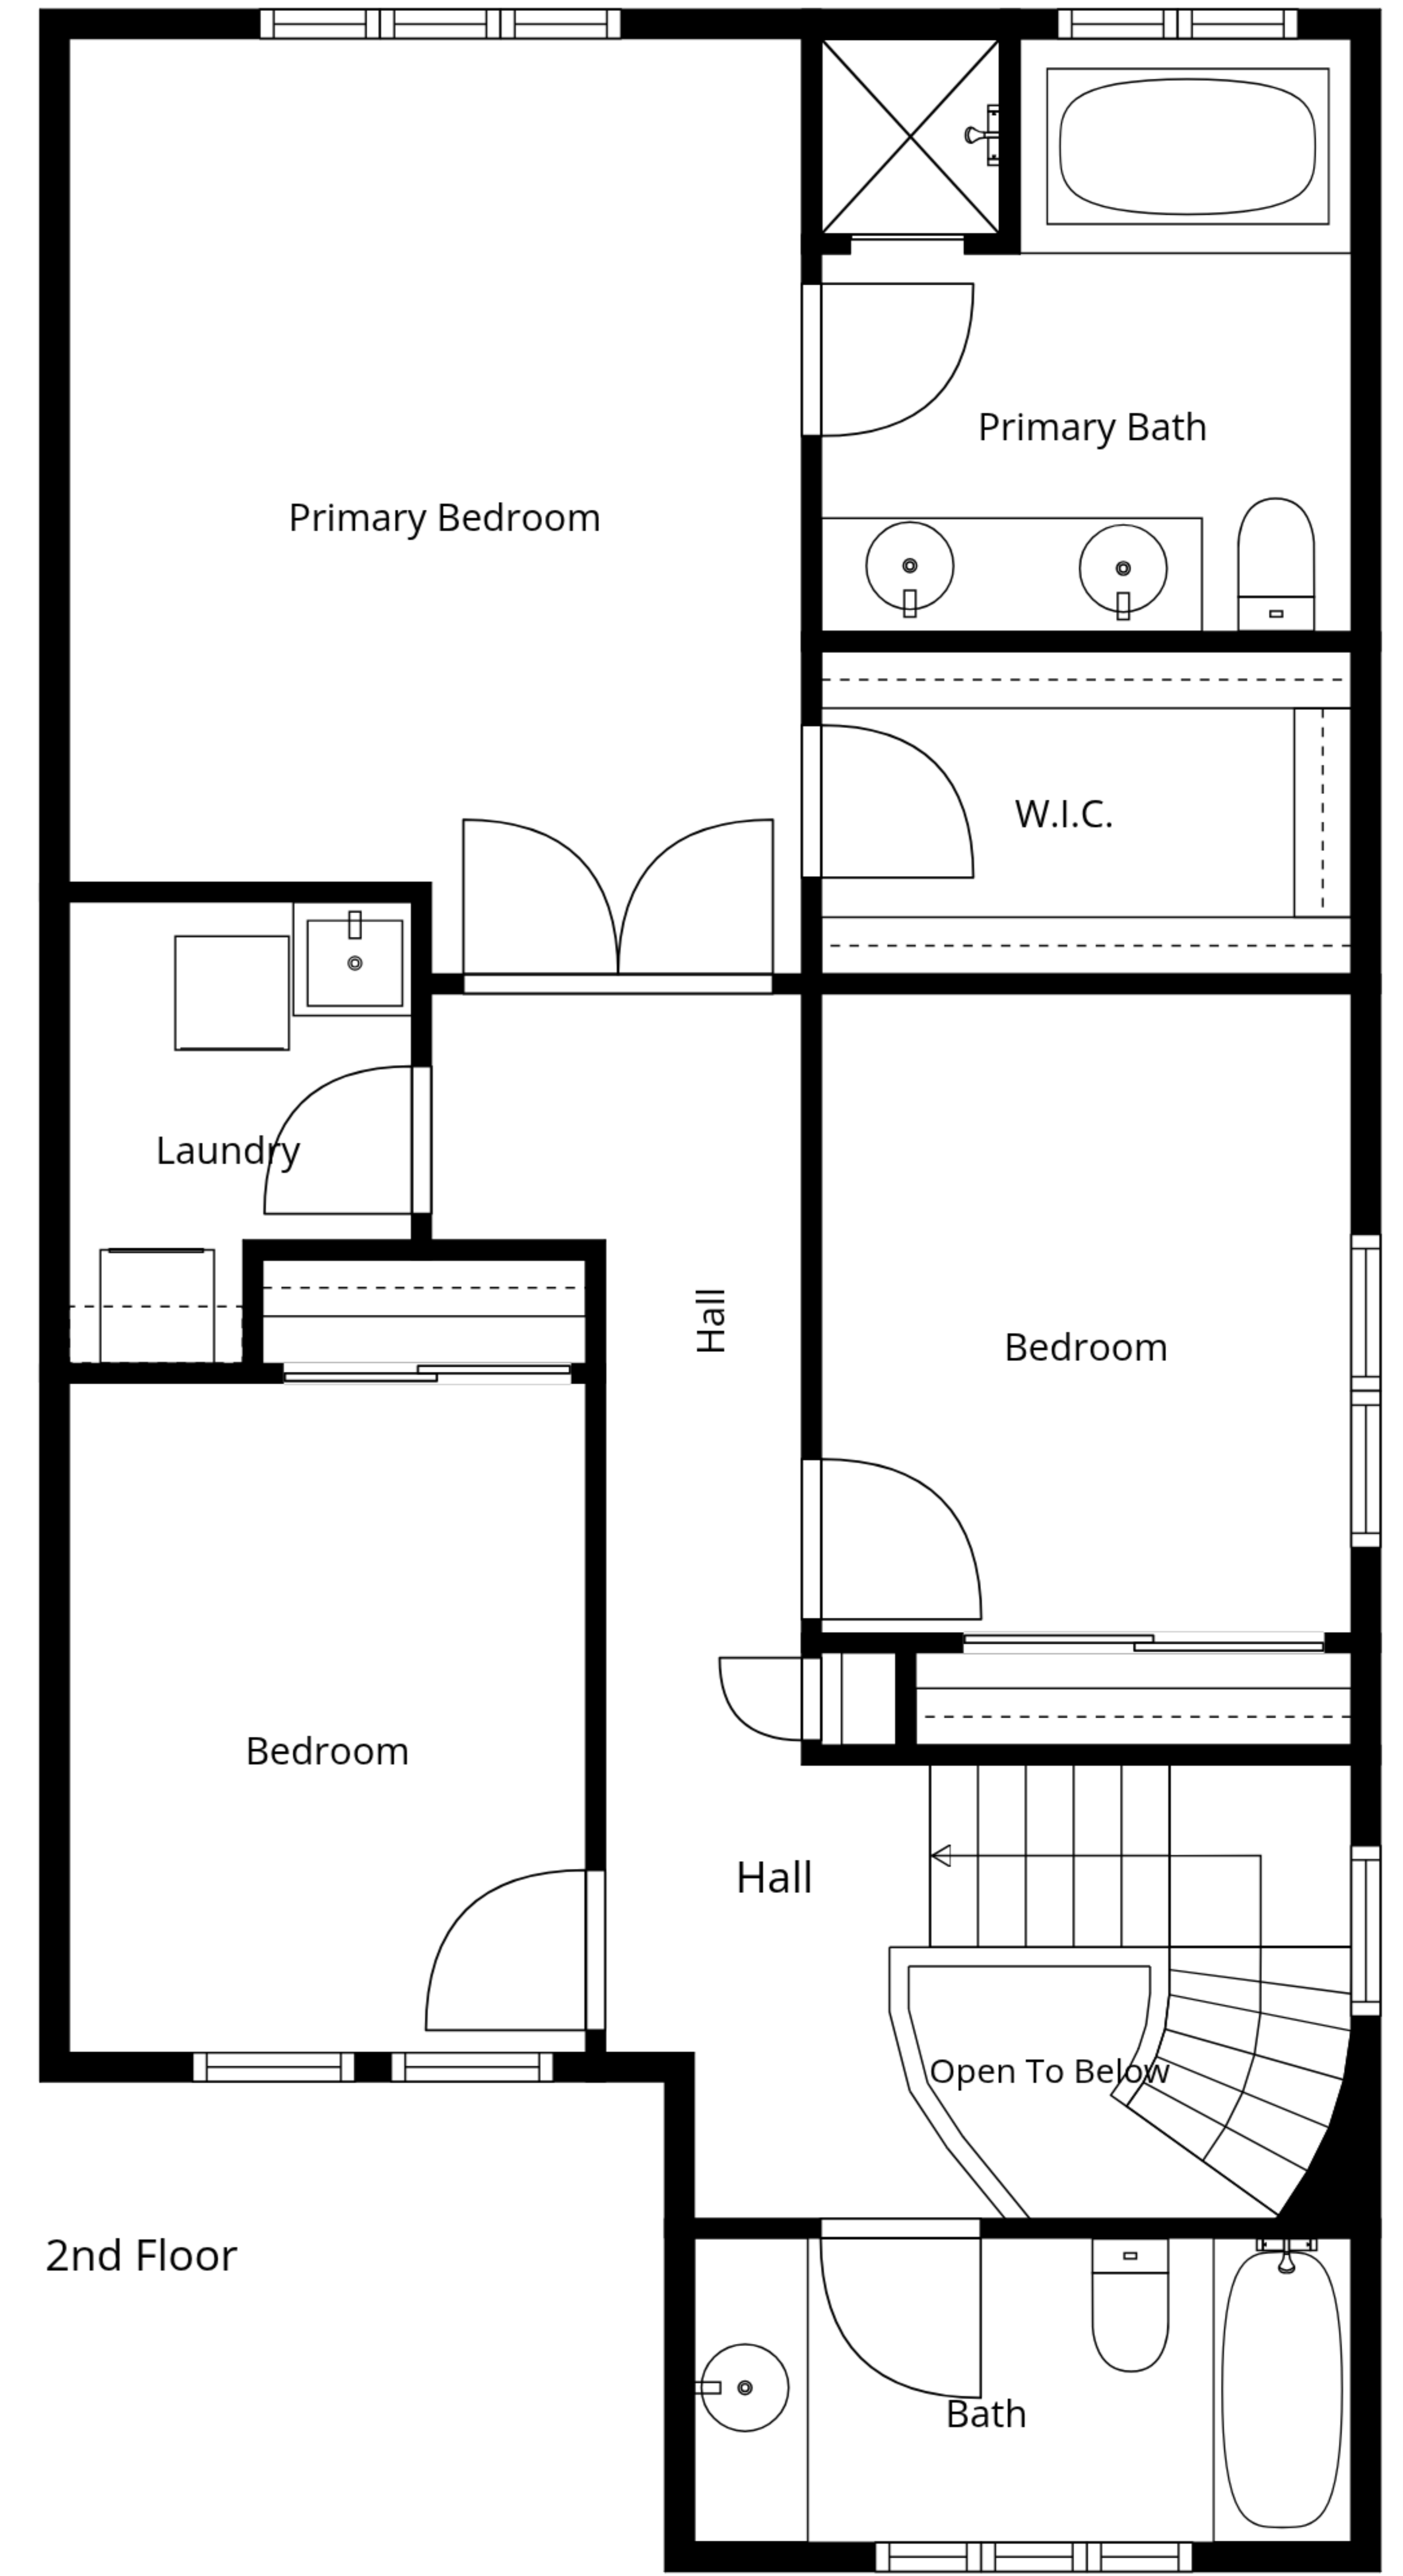 Primary Bath
Primary Bedroom
W.I.C.
Laundry
Hall
Bedroom
Bedroom
Hall
Open To Below
2nd Floor
Bath